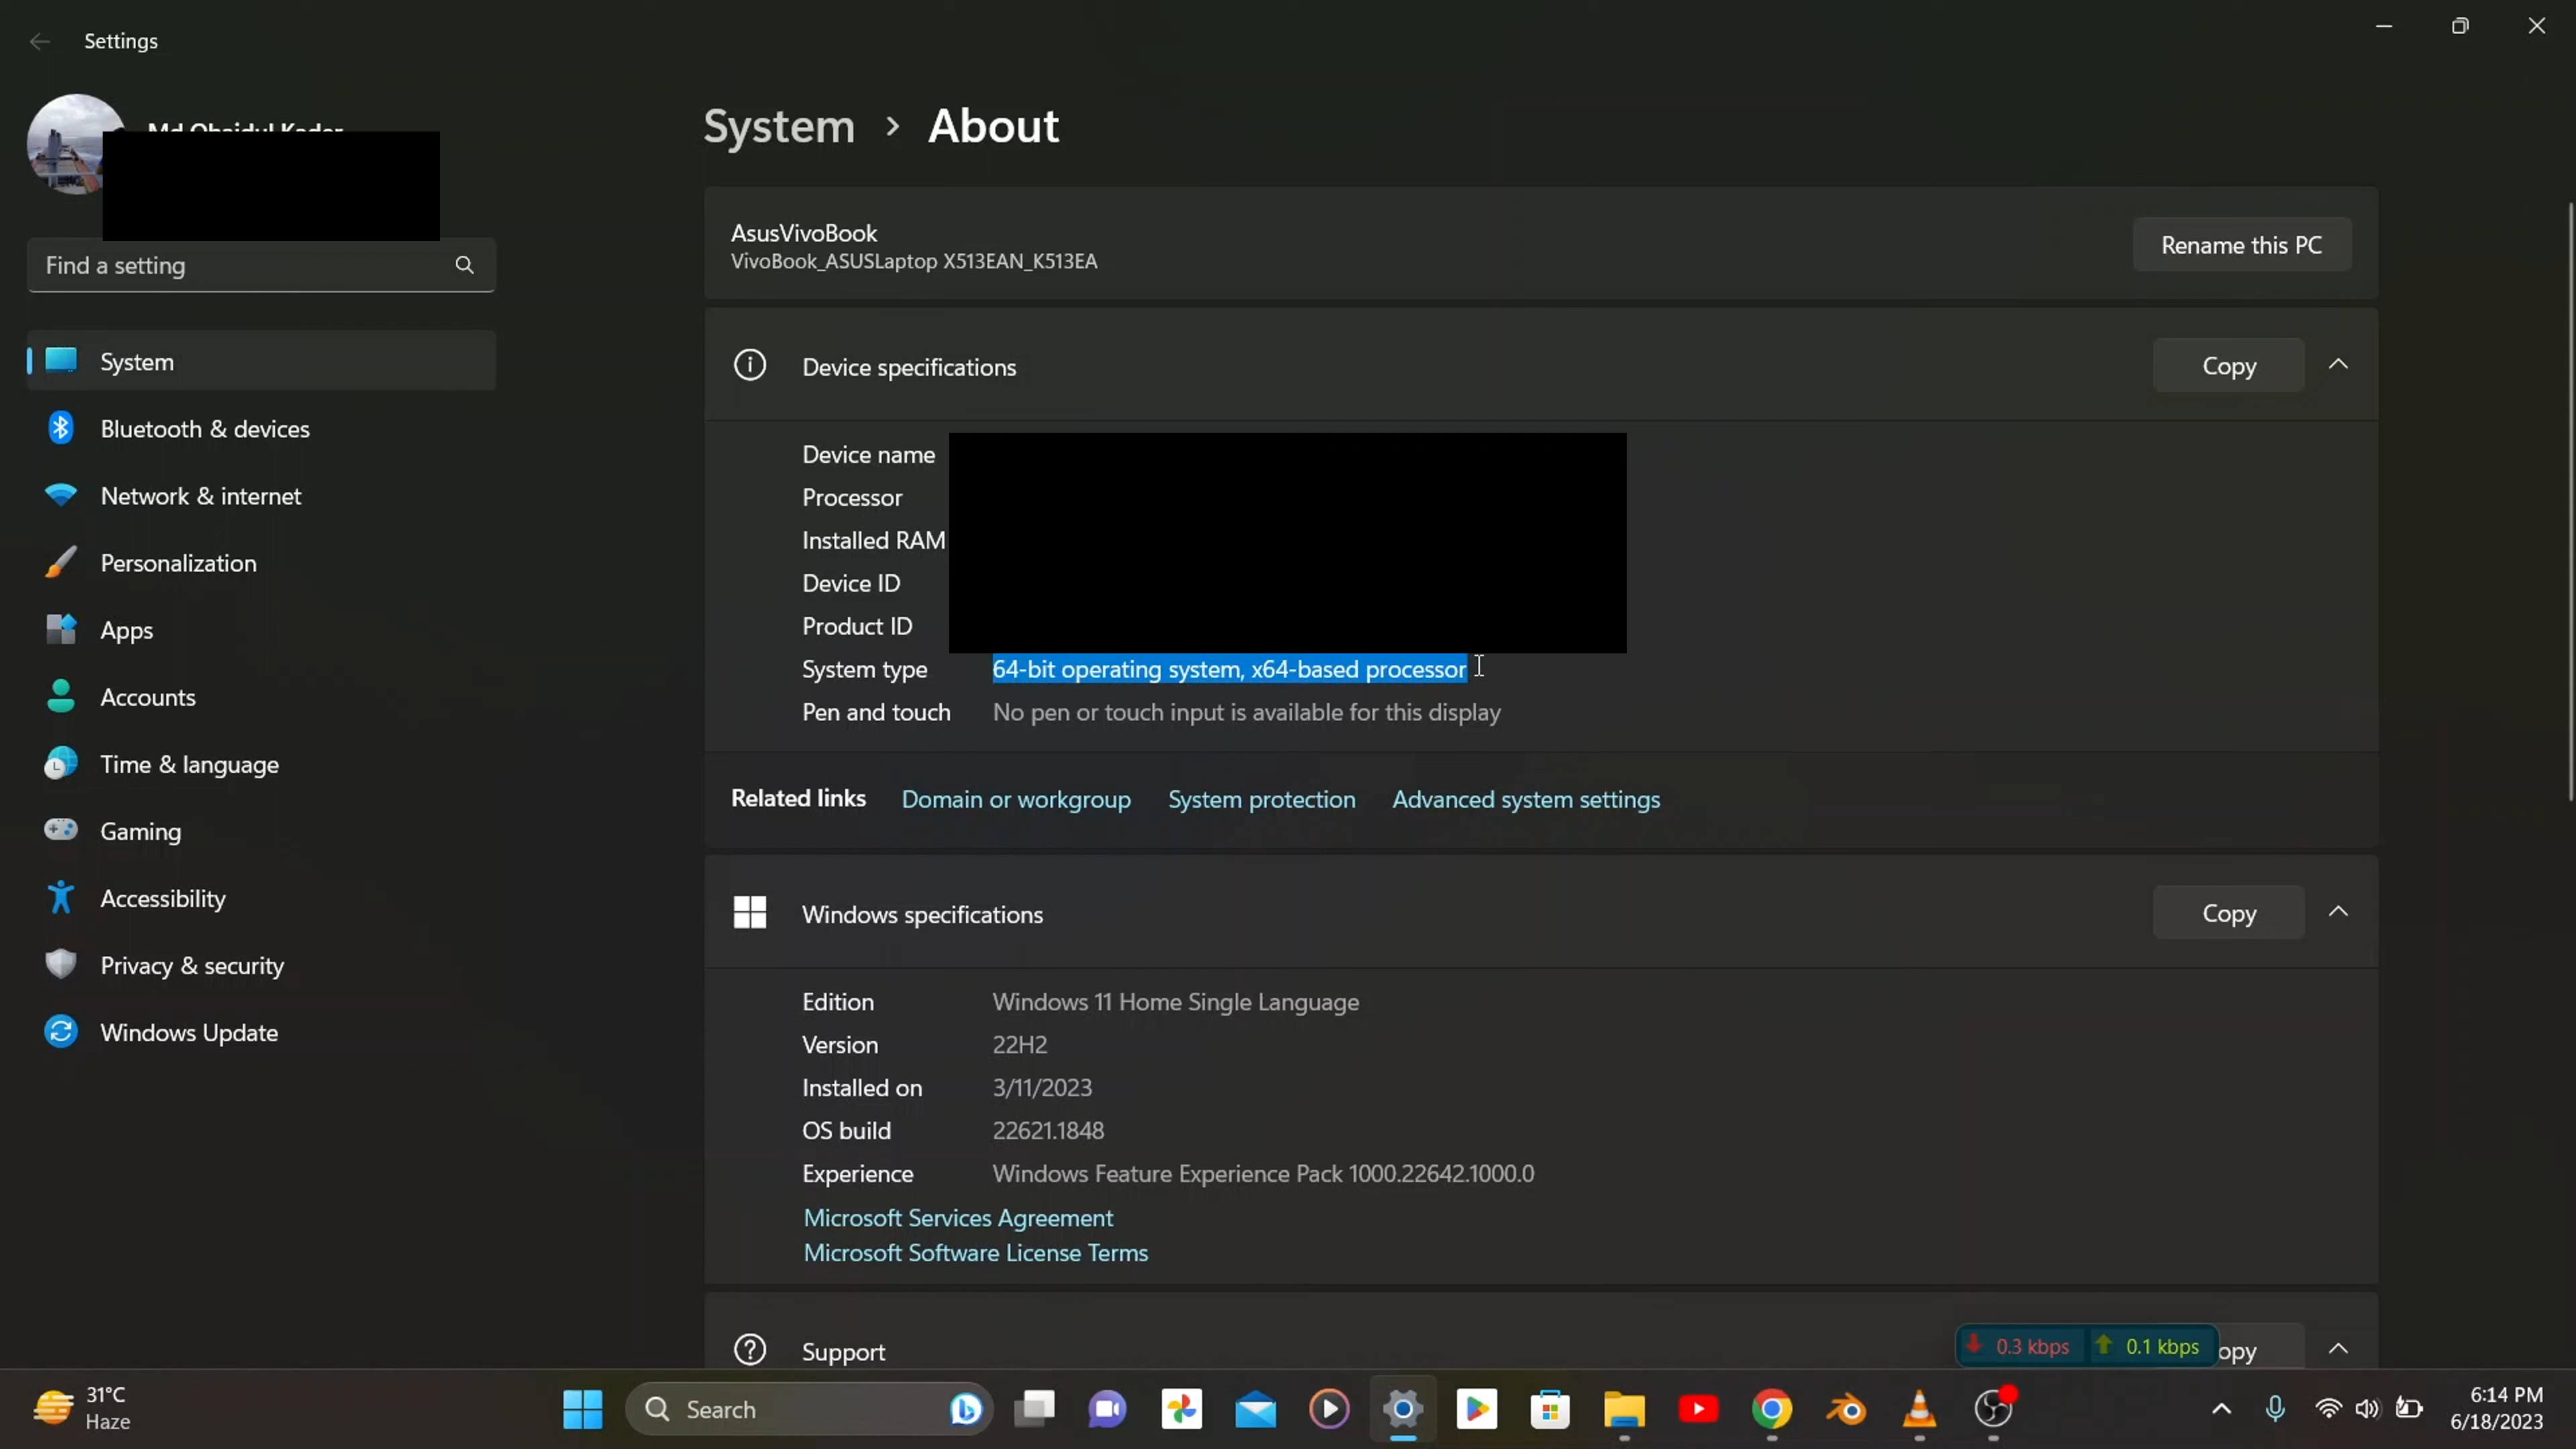 Settings
Find a setting
System
Bluetooth & devices
Network & internet
Personalization
Apps
Accounts
Time & language
Gaming
Accessibility
Privacy & security
Windows Update
System > About
AsusVivoBook
VivoBook_ASUSLaptop X513EAN_K513EA
Rename this PC
Device specifications
Copy
Device name
Processor
Installed RAM
Device ID
Product ID
System type 64-bit operating system, x64-based processor
Pen and touch No pen or touch input is available for this display
Related links Domain or workgroup System protection Advanced system settings
Windows specifications
Copy
Edition Windows 11 Home Single Language
Version 22H2
Installed on 3/11/2023
OS build 22621.1848
Experience Windows Feature Experience Pack 1000.22642.1000.0
Microsoft Services Agreement
Microsoft Software License Terms
Support
0.3 kbps 0.1 kbps opy
31°C
Haze
Search
6:14 PM
6/18/2023